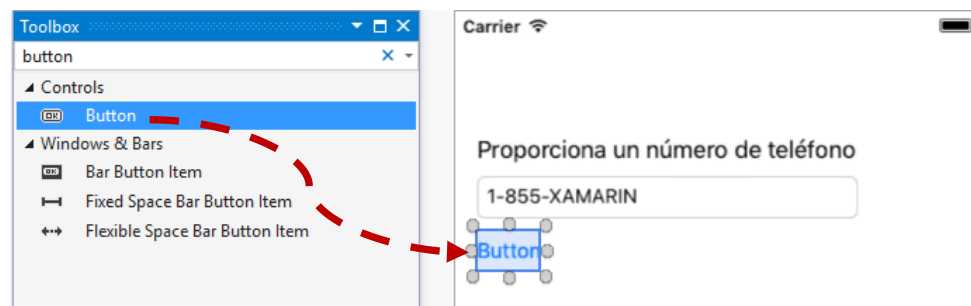 Toolbox
button
Controls
Button
Windows & Bars
Bar Button Item
Fixed Space Bar Button Item
Flexible Space Bar Button Item
Carrier
Proporciona un número de teléfono
1-855-XAMARIN
Button